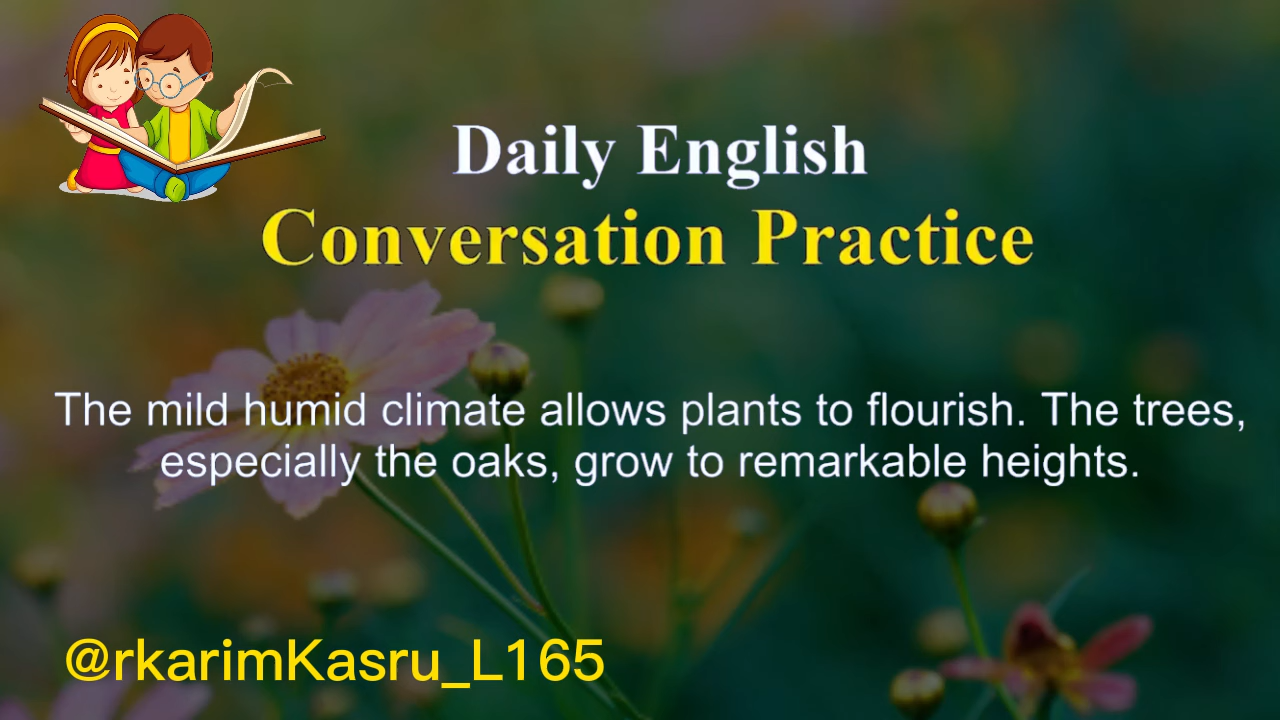 Daily English
Conversation Practice
The mild humid climate allows plants to flourish. The trees,
especially the oaks, grow to remarkable heights.
@rkarimKasru_L165